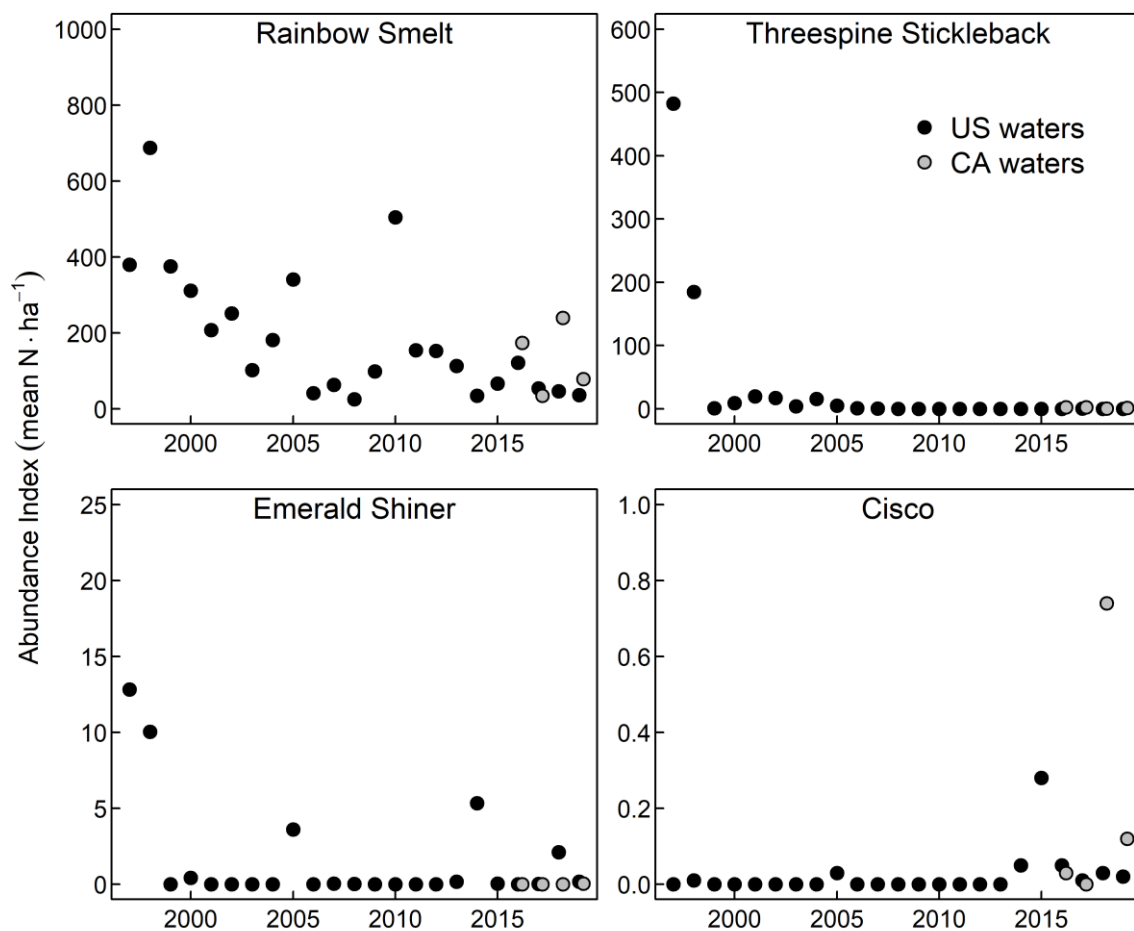 Abundance Index (mean N · ha⁻¹)
Rainbow Smelt
1000
800
600
400
200
0
2000 2005 2010 2015
Threespine Stickleback
600
500
400
300
200
100
0
US waters
CA waters
2000 2005 2010 2015
Emerald Shiner
25
20
15
10
5
0
2000 2005 2010 2015
Cisco
1.0
0.8
0.6
0.4
0.2
0.0
2000 2005 2010 2015